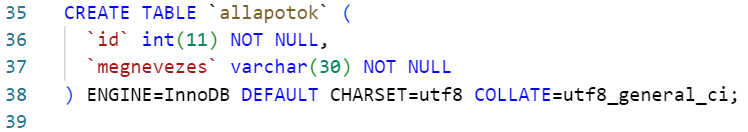 35 CREATE TABLE `allapotok` (
36 `id` int(11) NOT NULL,
37 `megnevezes` varchar(30) NOT NULL
38 ) ENGINE=InnoDB DEFAULT CHARSET=utf8 COLLATE=utf8_general_ci;
39